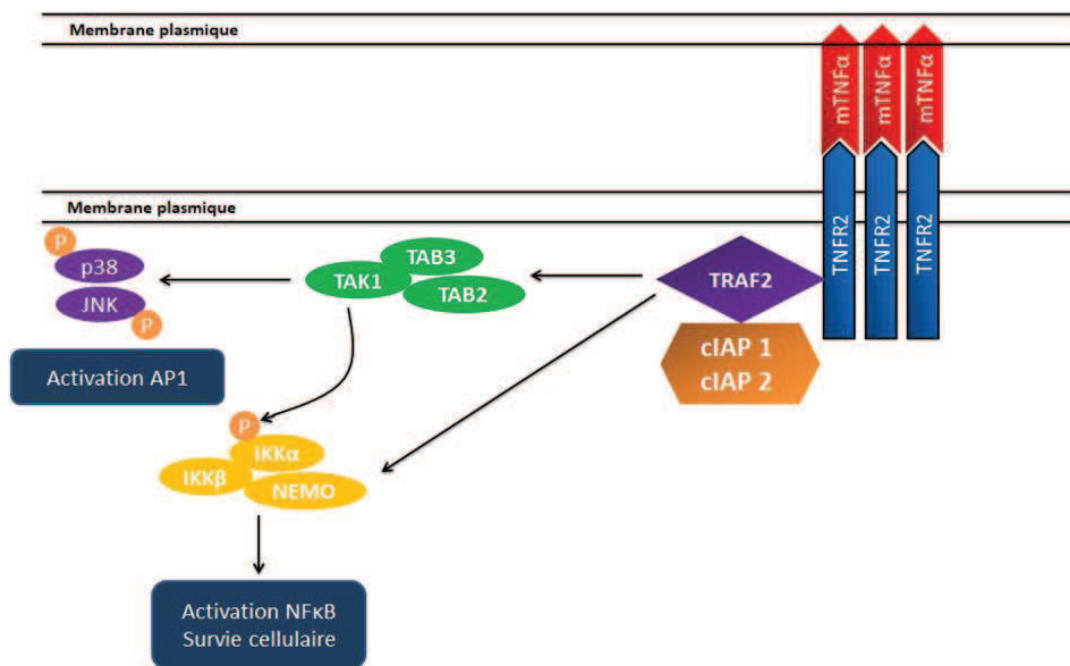 Membrane plasmique
mTNFα
mTNFα
mTNFα
Membrane plasmique
TNFR2
TNFR2
TNFR2
P
p38
JNK
P
TAB3
TAK1
TAB2
TRAF2
cIAP 1
cIAP 2
Activation AP1
P
IKKα
IKKβ
NEMO
Activation NFκB
Survie cellulaire